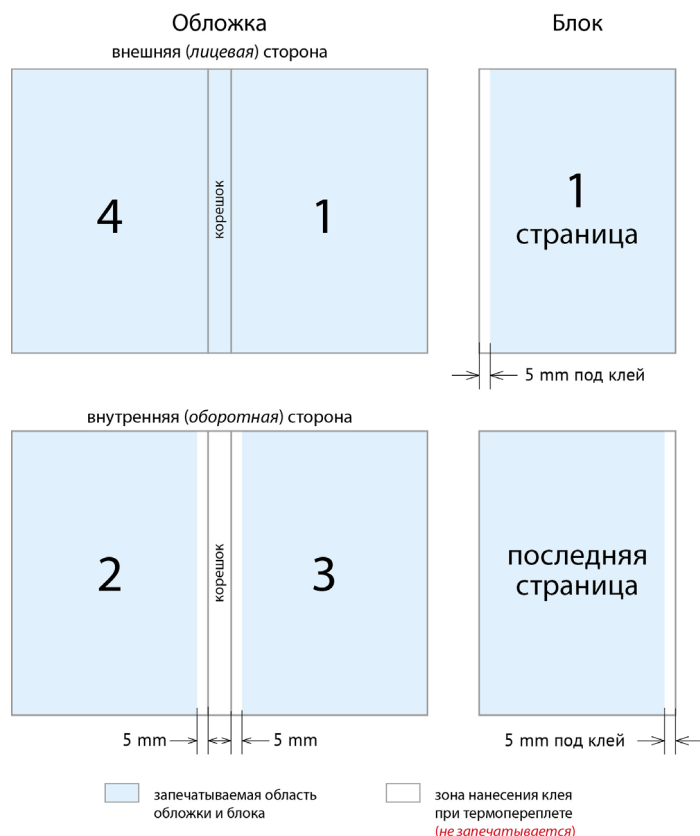 Обложка
внешняя (лицевая) сторона
4
корешок
1
Блок
1
страница
5 mm под клей
внутренняя (оборотная) сторона
2
корешок
3
5 mm
5 mm
последняя
страница
5 mm под клей
запечатываемая область
обложки и блока
зона нанесения клея
при термопереплете
(не запечатывается)